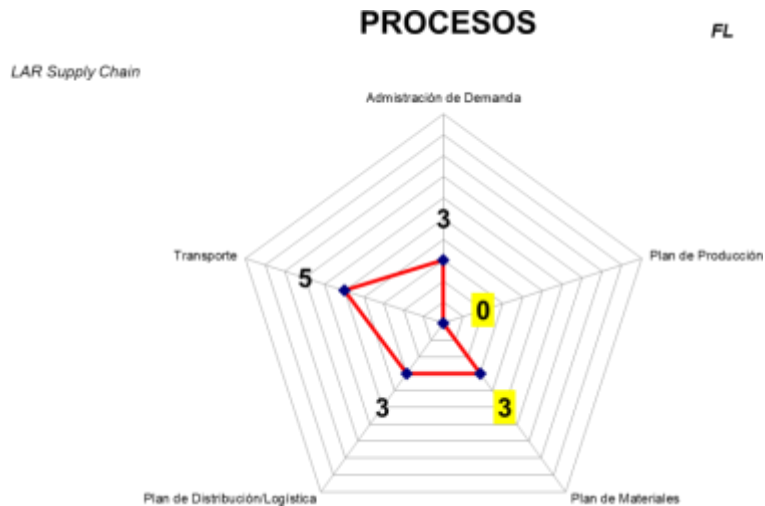 PROCESOS
FL
LAR Supply Chain
Admistración de Demanda
3
Transporte
Plan de Producción
5
0
3
3
Plan de Distribución/Logística
Plan de Materiales